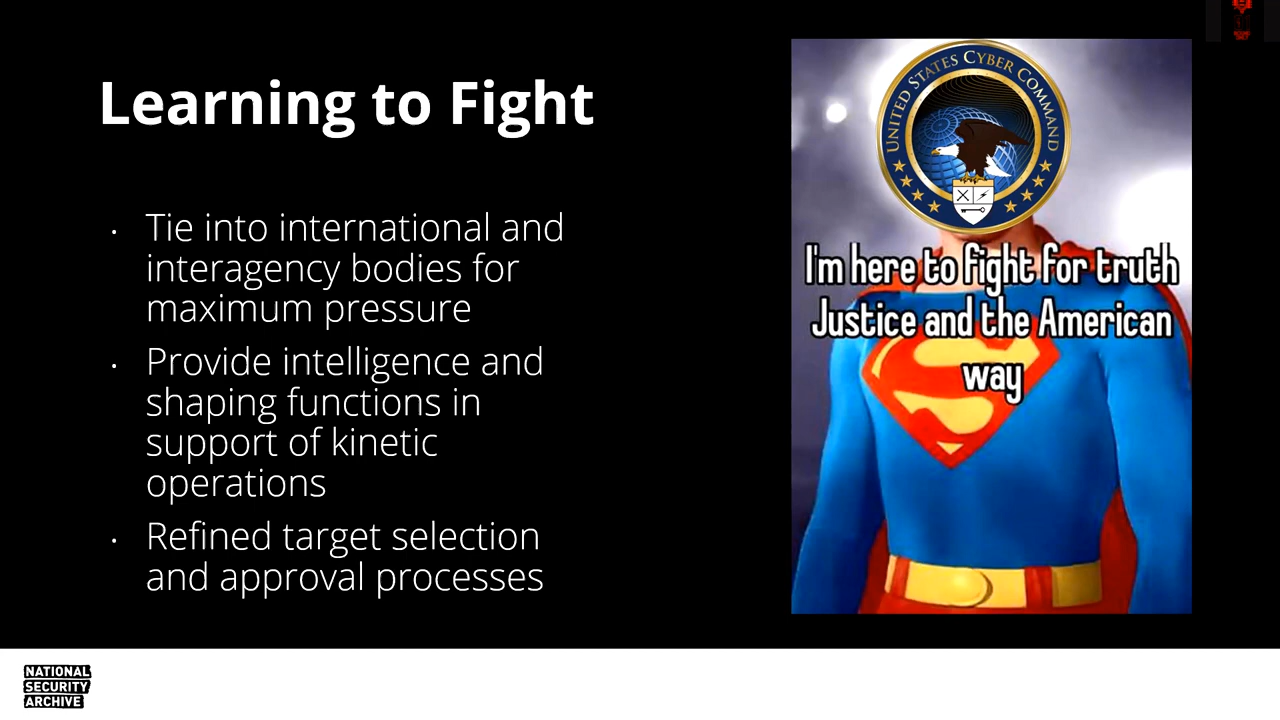 Learning to Fight
· Tie into international and
interagency bodies for
maximum pressure
· Provide intelligence and
shaping functions in
support of kinetic
operations
· Refined target selection
and approval processes
UNITED STATES CYBER COMMAND
I'm here to fight for truth
Justice and the American
way
NATIONAL
SECURITY
ARCHIVE